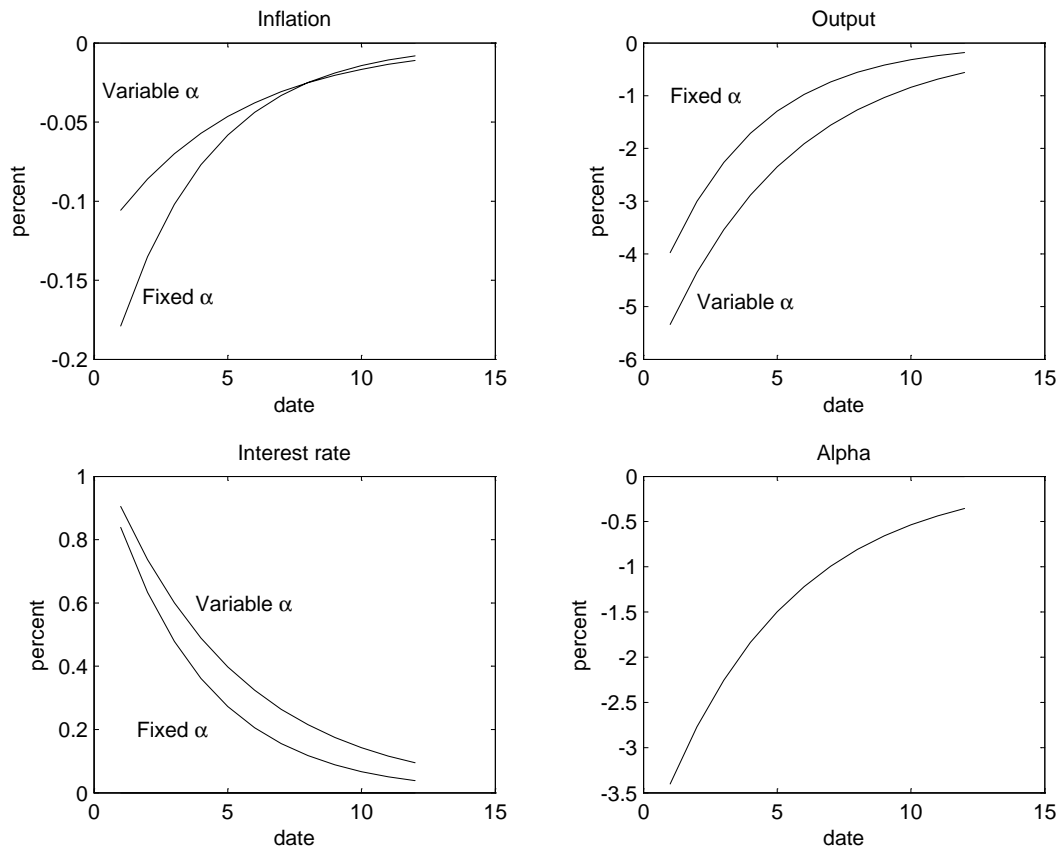 Inflation
0
-0.05
-0.1
-0.15
-0.2
percent
Variable α
Fixed α
0
5
10
15
date
Output
0
-1
-2
-3
-4
-5
-6
percent
Fixed α
Variable α
0
5
10
15
date
Interest rate
1
0.8
0.6
0.4
0.2
0
percent
Variable α
Fixed α
0
5
10
15
date
Alpha
0
-0.5
-1
-1.5
-2
-2.5
-3
-3.5
percent
0
5
10
15
date